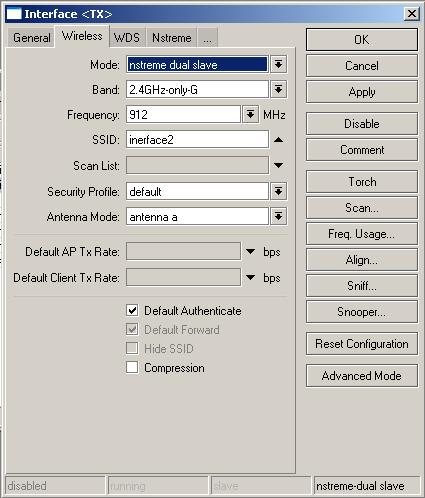 Interface <TX>
General Wireless WDS Nstreme ...
Mode: nstreme dual slave
Band: 2.4GHz-only-G
Frequency: 912 MHz
SSID: inerface2
Scan List:
Security Profile: default
Antenna Mode: antenna a
Default AP Tx Rate: bps
Default Client Tx Rate: bps
Default Authenticate
Default Forward
Hide SSID
Compression
OK
Cancel
Apply
Disable
Comment
Torch
Scan...
Freq. Usage...
Align...
Sniff...
Snooper...
Reset Configuration
Advanced Mode
disabled running slave nstreme-dual slave